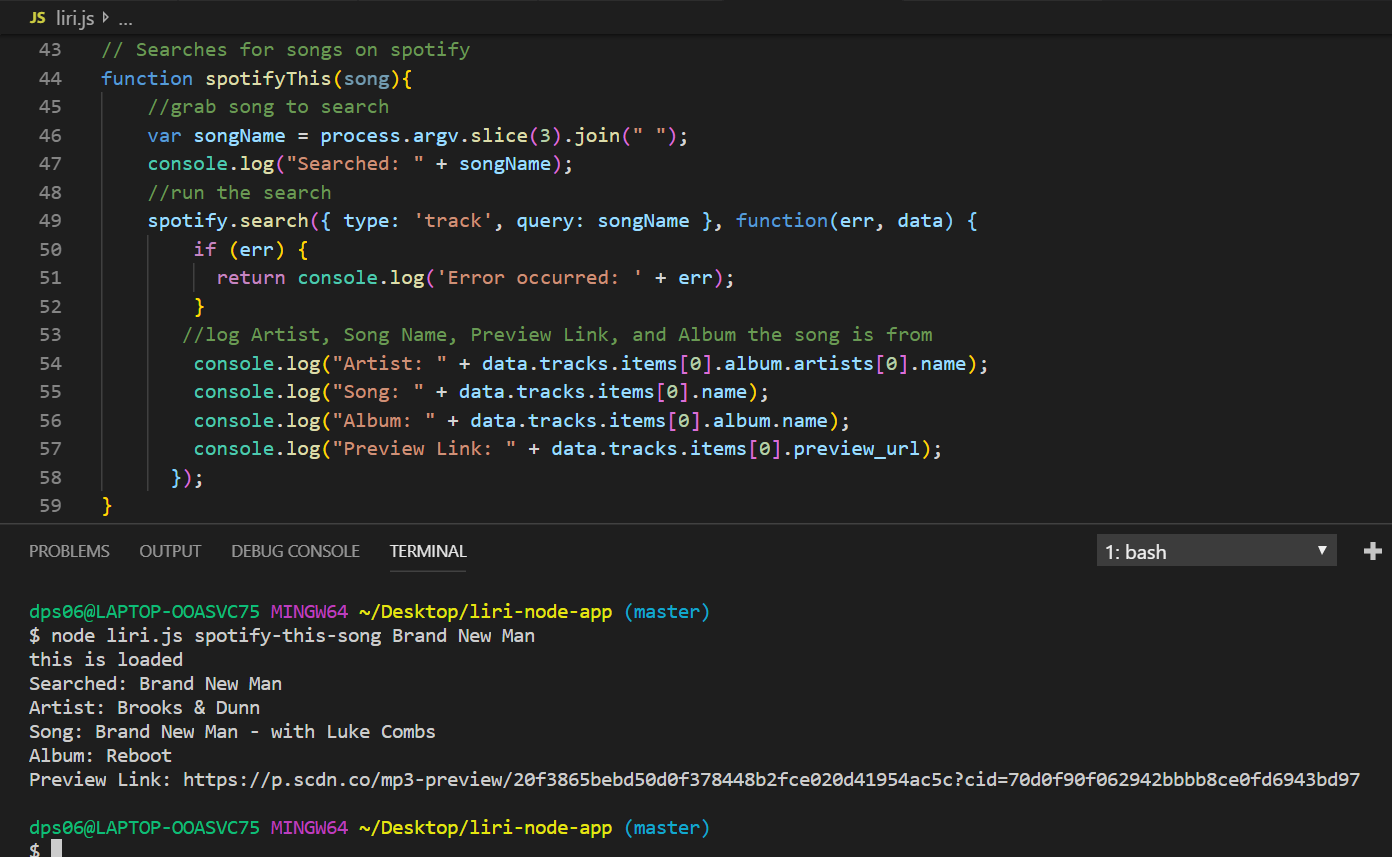 JS liri.js ▸ ...
43 // Searches for songs on spotify
44 function spotifyThis(song){
45     //grab song to search
46     var songName = process.argv.slice(3).join(" ");
47     console.log("Searched: " + songName);
48     //run the search
49     spotify.search({ type: 'track', query: songName }, function(err, data) {
50         if (err) {
51           return console.log('Error occurred: ' + err);
52         }
53        //log Artist, Song Name, Preview Link, and Album the song is from
54         console.log("Artist: " + data.tracks.items[0].album.artists[0].name);
55         console.log("Song: " + data.tracks.items[0].name);
56         console.log("Album: " + data.tracks.items[0].album.name);
57         console.log("Preview Link: " + data.tracks.items[0].preview_url);
58       });
59 }
PROBLEMS OUTPUT DEBUG CONSOLE TERMINAL 1: bash
dps06@LAPTOP-OOASVC75 MINGW64 ~/Desktop/liri-node-app (master)
$ node liri.js spotify-this-song Brand New Man
this is loaded
Searched: Brand New Man
Artist: Brooks & Dunn
Song: Brand New Man - with Luke Combs
Album: Reboot
Preview Link: https://p.scdn.co/mp3-preview/20f3865bebd50d0f378448b2fce020d41954ac5c?cid=70d0f90f062942bbbb8ce0fd6943bd97
dps06@LAPTOP-OOASVC75 MINGW64 ~/Desktop/liri-node-app (master)
$